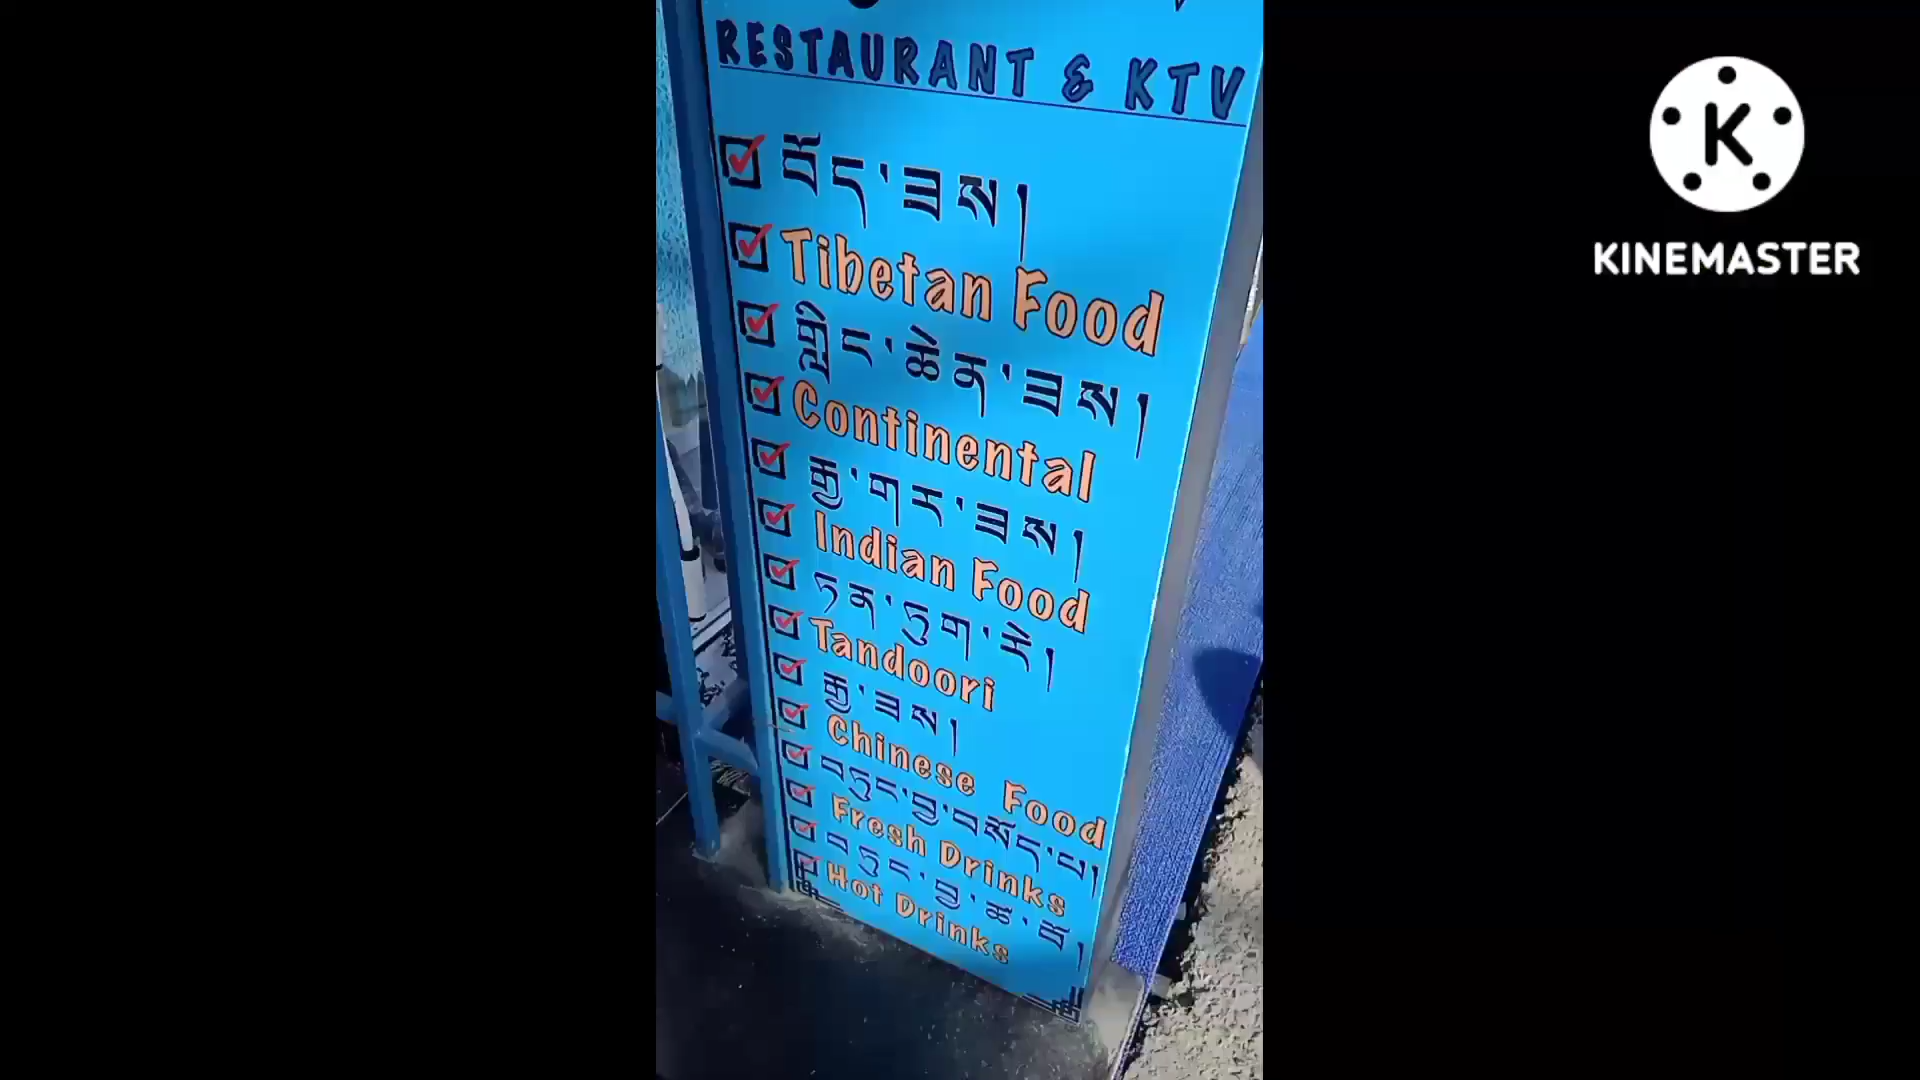 RESTAURANT & KTV
བོད་ཟས།
Tibetan Food
གླིང་ཆེན་ཟས།
Continental
རྒྱ་གར་ཟས།
Indian Food
ཏན་ཏུག་རི།
Tandoori
རྒྱ་ཟས།
Chinese Food
བཏུང་བྱ་བསོད་པ།
Fresh Drinks
བཏུང་བྱ་ཚ་པོ།
Hot Drinks
K
KINEMASTER